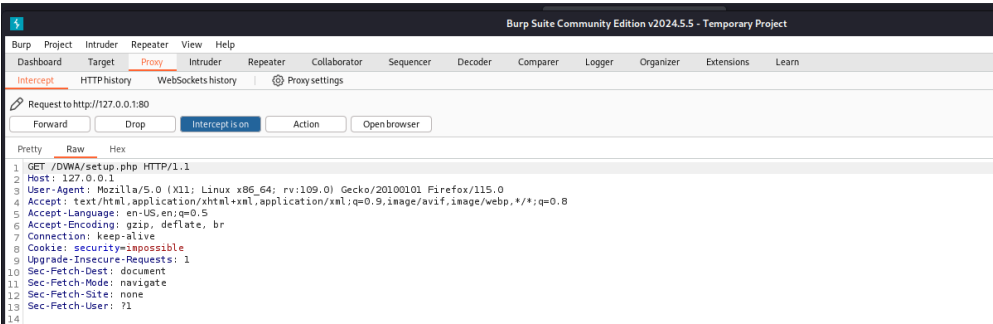 Burp Suite Community Edition v2024.5.5 - Temporary Project
Burp Project Intruder Repeater View Help
Dashboard Target Proxy Intruder Repeater Collaborator Sequencer Decoder Comparer Logger Organizer Extensions Learn
Intercept HTTP history WebSockets history Proxy settings
Request to http://127.0.0.1:80
Forward Drop Intercept is on Action Open browser
Pretty Raw Hex
1 GET /DVWA/setup.php HTTP/1.1
2 Host: 127.0.0.1
3 User-Agent: Mozilla/5.0 (X11; Linux x86_64; rv:109.0) Gecko/20100101 Firefox/115.0
4 Accept: text/html,application/xhtml+xml,application/xml;q=0.9,image/avif,image/webp,*/*;q=0.8
5 Accept-Language: en-US,en;q=0.5
6 Accept-Encoding: gzip, deflate, br
7 Connection: keep-alive
8 Cookie: security=impossible
9 Upgrade-Insecure-Requests: 1
10 Sec-Fetch-Dest: document
11 Sec-Fetch-Mode: navigate
12 Sec-Fetch-Site: none
13 Sec-Fetch-User: ?1
14